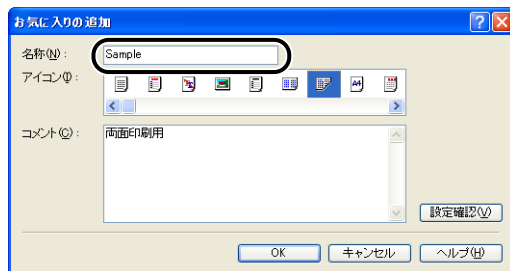 お気に入りの追加
名称(N):
Sample
アイコン(I):
A4
コメント(C):
両面印刷用
設定確認(V)
OK
キャンセル
ヘルプ(H)